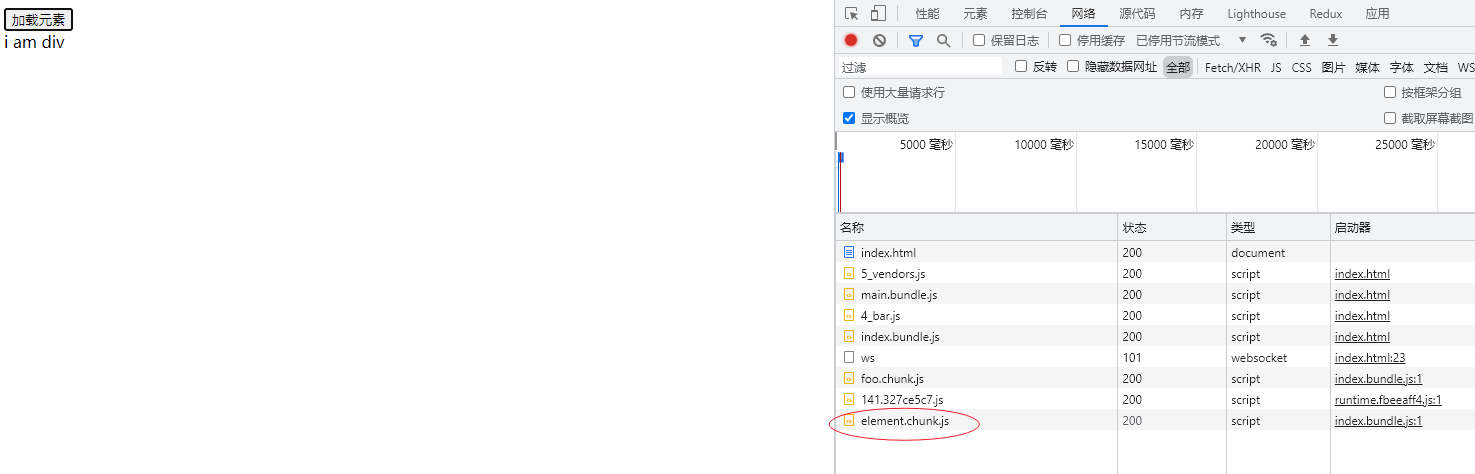 加载元素
i am div
性能 元素 控制台 网络 源代码 内存 Lighthouse Redux 应用
保留日志 停用缓存 已停用节流模式
过滤 反转 隐藏数据网址 全部 Fetch/XHR JS CSS 图片 媒体 字体 文档 WS
使用大量请求行 按框架分组
显示概览 截取屏幕截图
5000 毫秒 10000 毫秒 15000 毫秒 20000 毫秒 25000 毫秒
名称 状态 类型 启动器
index.html 200 document
5_vendors.js 200 script index.html
main.bundle.js 200 script index.html
4_bar.js 200 script index.html
index.bundle.js 200 script index.html
ws 101 websocket index.html:23
foo.chunk.js 200 script index.bundle.js:1
141.327ce5c7.js 200 script runtime.fbeeaff4.js:1
element.chunk.js 200 script index.bundle.js:1